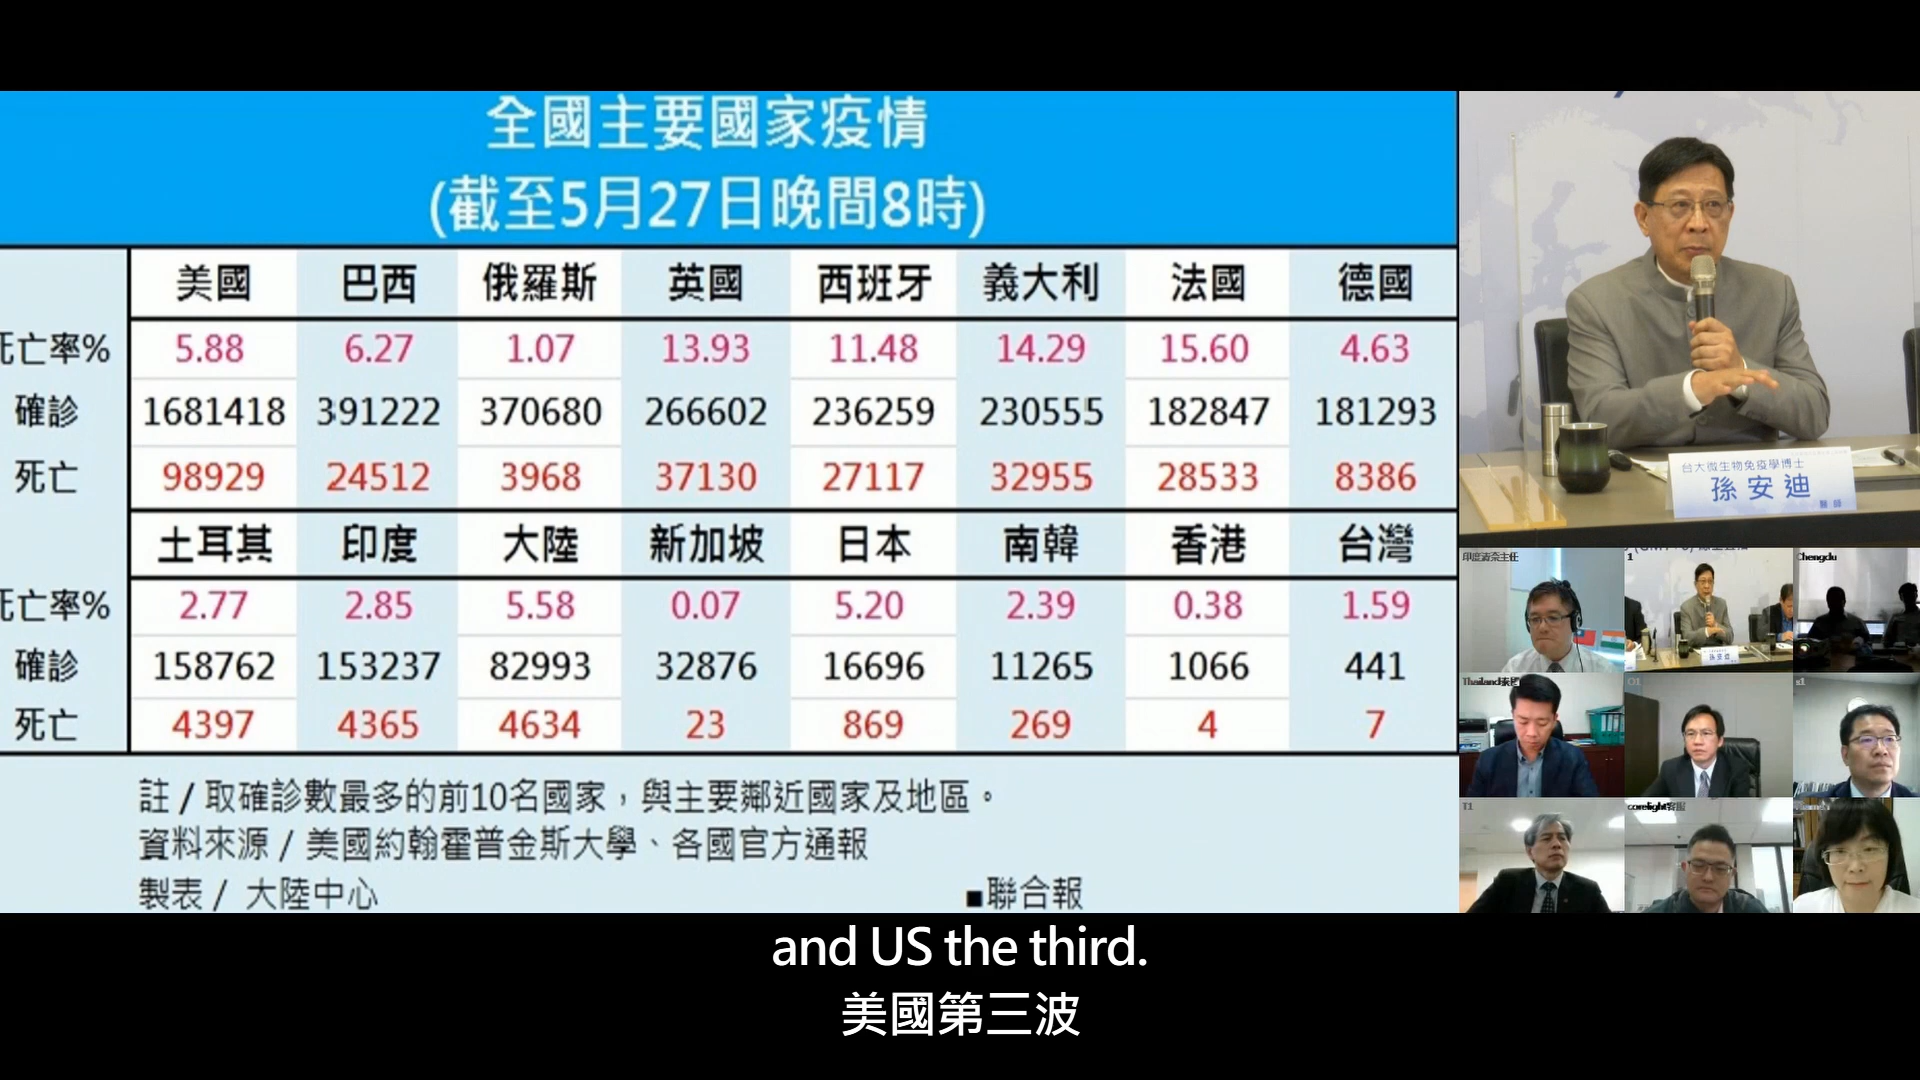 全國主要國家疫情
(截至5月27日晚間8時)
美國 巴西 俄羅斯 英國 西班牙 義大利 法國 德國
死亡率% 5.88 6.27 1.07 13.93 11.48 14.29 15.60 4.63
確診 1681418 391222 370680 266602 236259 230555 182847 181293
死亡 98929 24512 3968 37130 27117 32955 28533 8386
土耳其 印度 大陸 新加坡 日本 南韓 香港 台灣
死亡率% 2.77 2.85 5.58 0.07 5.20 2.39 0.38 1.59
確診 158762 153237 82993 32876 16696 11265 1066 441
死亡 4397 4365 4634 23 869 269 4 7
註 / 取確診數最多的前10名國家，與主要鄰近國家及地區。
資料來源 / 美國約翰霍普金斯大學、各國官方通報
製表 / 大陸中心
■聯合報
台大微生物免疫學博士
孫安迪
醫師
1
Chengdu
孫安迪
and US the third.
美國第三波